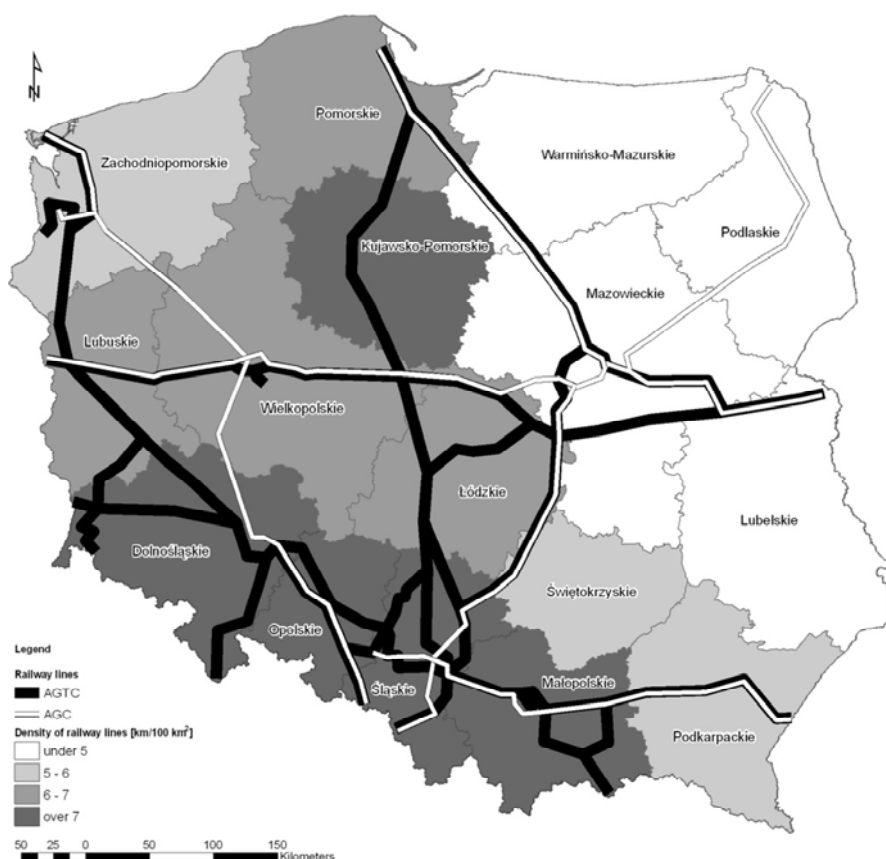 N
Pomorskie
Warmińsko-Mazurskie
Zachodniopomorskie
Podlaskie
Kujawsko-Pomorskie
Mazowieckie
Lubuskie
Wielkopolskie
Łódzkie
Lubelskie
Dolnośląskie
Świętokrzyskie
Opolskie
Śląskie
Małopolskie
Podkarpackie
Legend
Railway lines
AGTC
AGC
Density of railway lines [km/100 km²]
under 5
5 - 6
6 - 7
over 7
50 25 0 50 100 150
Kilometers